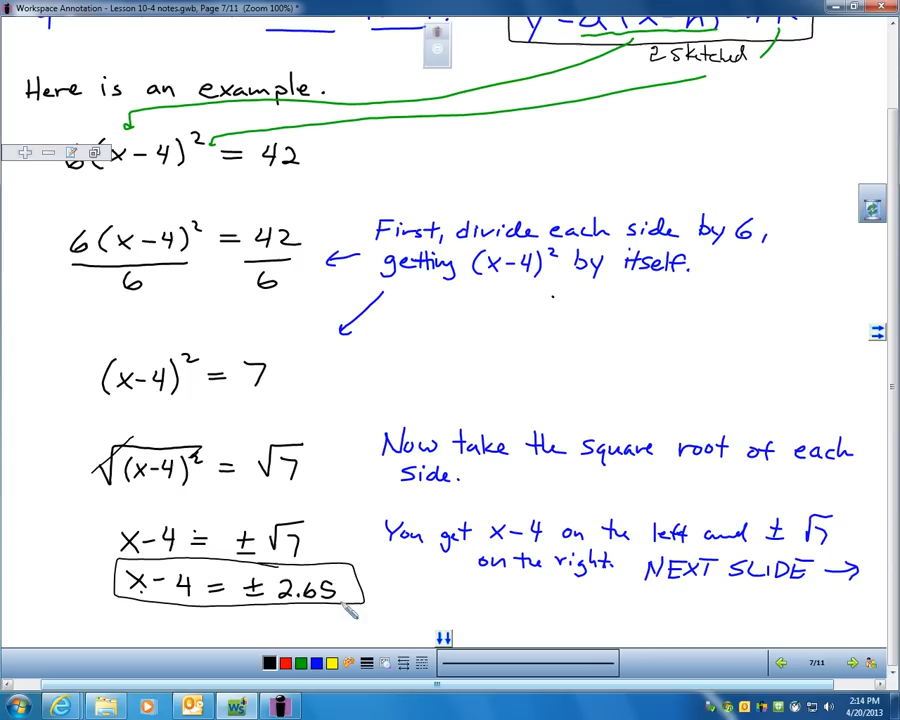 Workspace Annotation - Lesson 10-4 notes.gwb, Page 7/11 (Zoom 100%) *
y = a(x-h)² + k
2 sketched
Here is an example.
6(x-4)² = 42
6(x-4)² = 42
6 6
First, divide each side by 6,
getting (x-4)² by itself.
(x-4)² = 7
√(x-4)² = √7
Now take the square root of each
side.
x-4 = ± √7
You get x-4 on the left and ± √7
on the right. NEXT SLIDE →
x-4 = ± 2.65
7/11
2:14 PM
4/20/2013